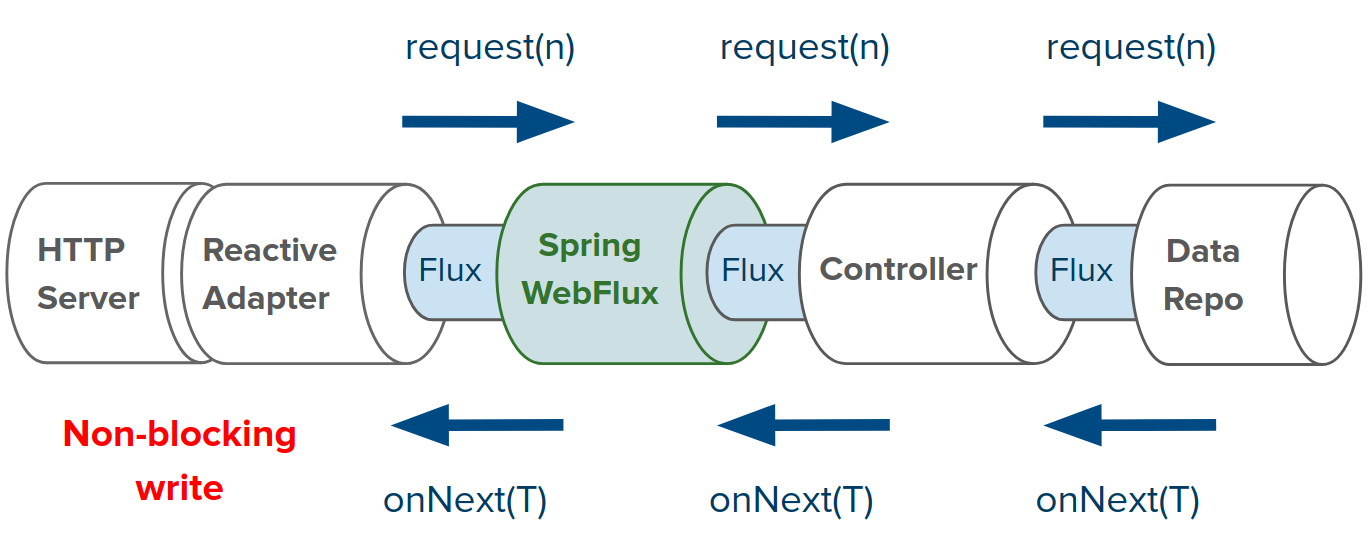 request(n)
request(n)
request(n)
HTTP
Server
Reactive
Adapter
Flux
Spring
WebFlux
Flux
Controller
Flux
Data
Repo
Non-blocking
write
onNext(T)
onNext(T)
onNext(T)